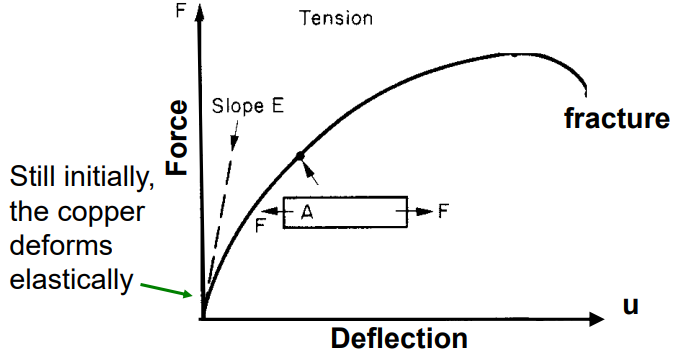 F
Tension
Slope E
Force
fracture
Still initially,
the copper
deforms
elastically
F
A
F
u
Deflection